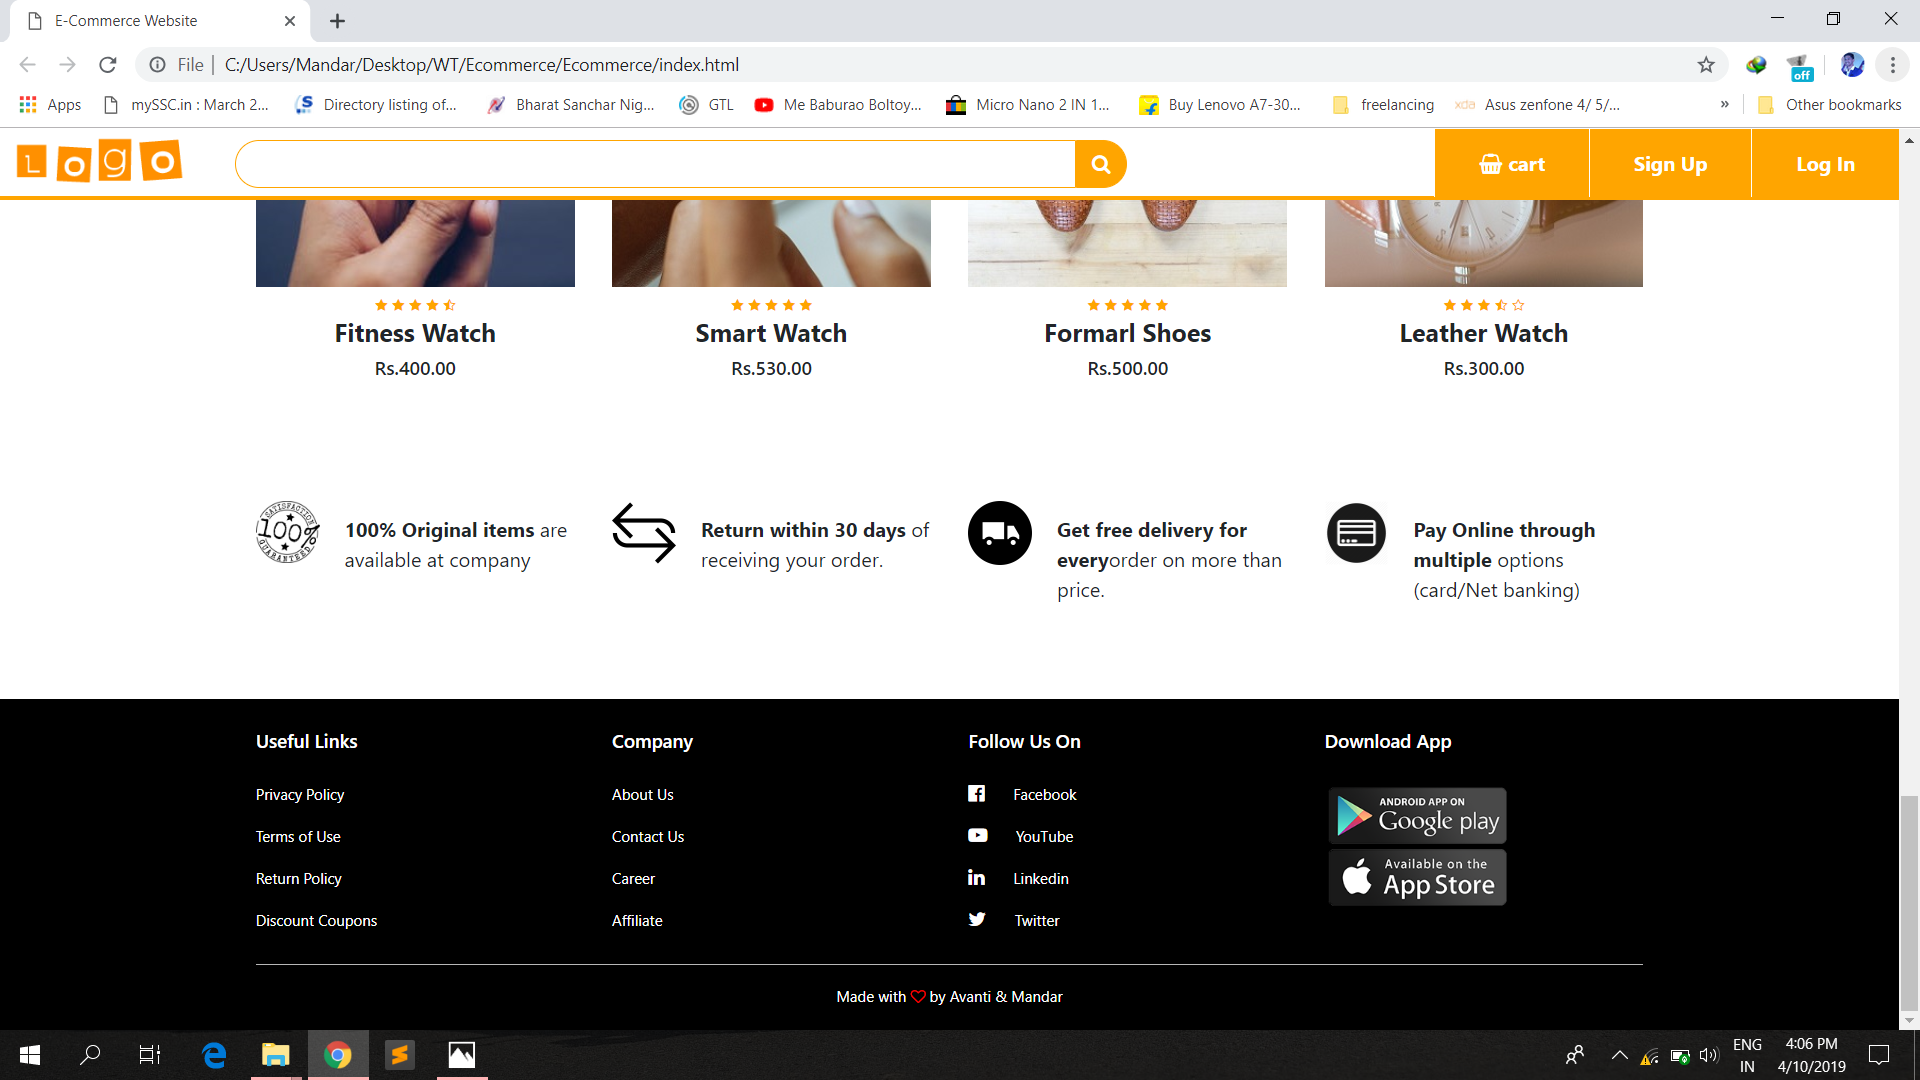 E-Commerce Website
File | C:/Users/Mandar/Desktop/WT/Ecommerce/Ecommerce/index.html
off
Apps mySSC.in : March 2... Directory listing of... Bharat Sanchar Nig... GTL Me Baburao Boltoy... Micro Nano 2 IN 1... Buy Lenovo A7-30... freelancing xda Asus zenfone 4/ 5/... » Other bookmarks
Logo cart Sign Up Log In
Fitness Watch Smart Watch Formarl Shoes Leather Watch
Rs.400.00 Rs.530.00 Rs.500.00 Rs.300.00
SATISFACTION
100%
GUARANTEED
100% Original items are
available at company
Return within 30 days of
receiving your order.
Get free delivery for
everyorder on more than
price.
Pay Online through
multiple options
(card/Net banking)
Useful Links
Privacy Policy
Terms of Use
Return Policy
Discount Coupons
Company
About Us
Contact Us
Career
Affiliate
Follow Us On
Facebook
YouTube
Linkedin
Twitter
Download App
ANDROID APP ON
Google play
Available on the
App Store
Made with by Avanti & Mandar
ENG
IN
4:06 PM
4/10/2019